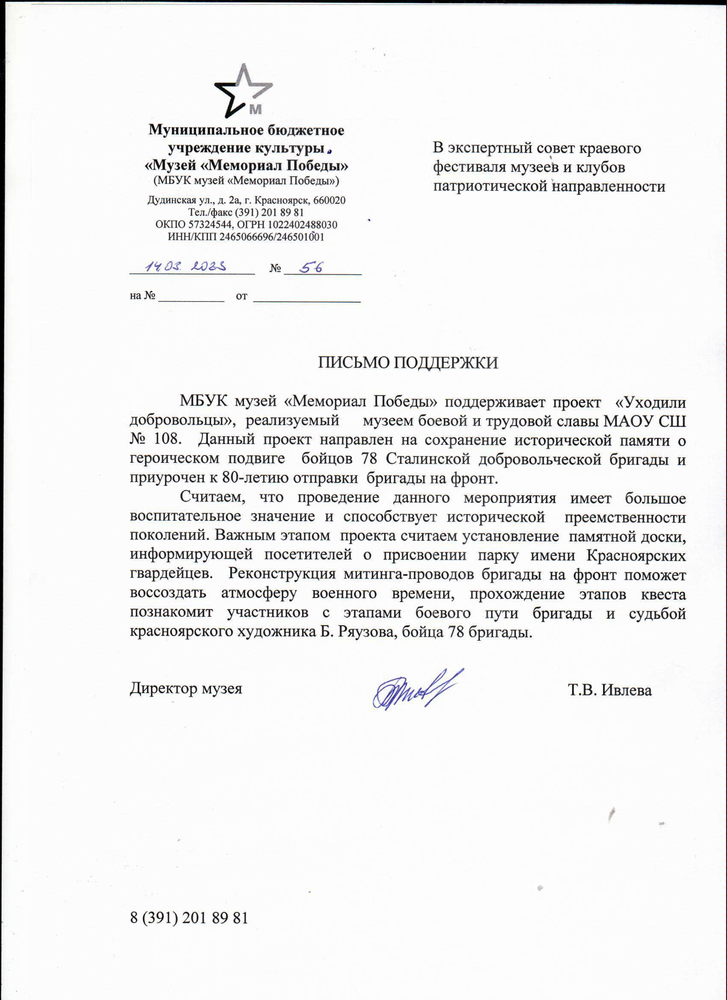 М
Муниципальное бюджетное
учреждение культуры
«Музей «Мемориал Победы»
(МБУК музей «Мемориал Победы»)
Дудинская ул., д. 2а, г. Красноярск, 660020
Тел./факс (391) 201 89 81
ОКПО 57324544, ОГРН 1022402488030
ИНН/КПП 2465066696/246501001
14.03. 2023 № 56
на № __________ от __________
В экспертный совет краевого
фестиваля музеев и клубов
патриотической направленности
ПИСЬМО ПОДДЕРЖКИ
МБУК музей «Мемориал Победы» поддерживает проект «Уходили
добровольцы», реализуемый музеем боевой и трудовой славы МАОУ СШ
№ 108. Данный проект направлен на сохранение исторической памяти о
героическом подвиге бойцов 78 Сталинской добровольческой бригады и
приурочен к 80-летию отправки бригады на фронт.
Считаем, что проведение данного мероприятия имеет большое
воспитательное значение и способствует исторической преемственности
поколений. Важным этапом проекта считаем установление памятной доски,
информирующей посетителей о присвоении парку имени Красноярских
гвардейцев. Реконструкция митинга-проводов бригады на фронт поможет
воссоздать атмосферу военного времени, прохождение этапов квеста
познакомит участников с этапами боевого пути бригады и судьбой
красноярского художника Б. Ряузова, бойца 78 бригады.
Директор музея Т.В. Ивлева
8 (391) 201 89 81